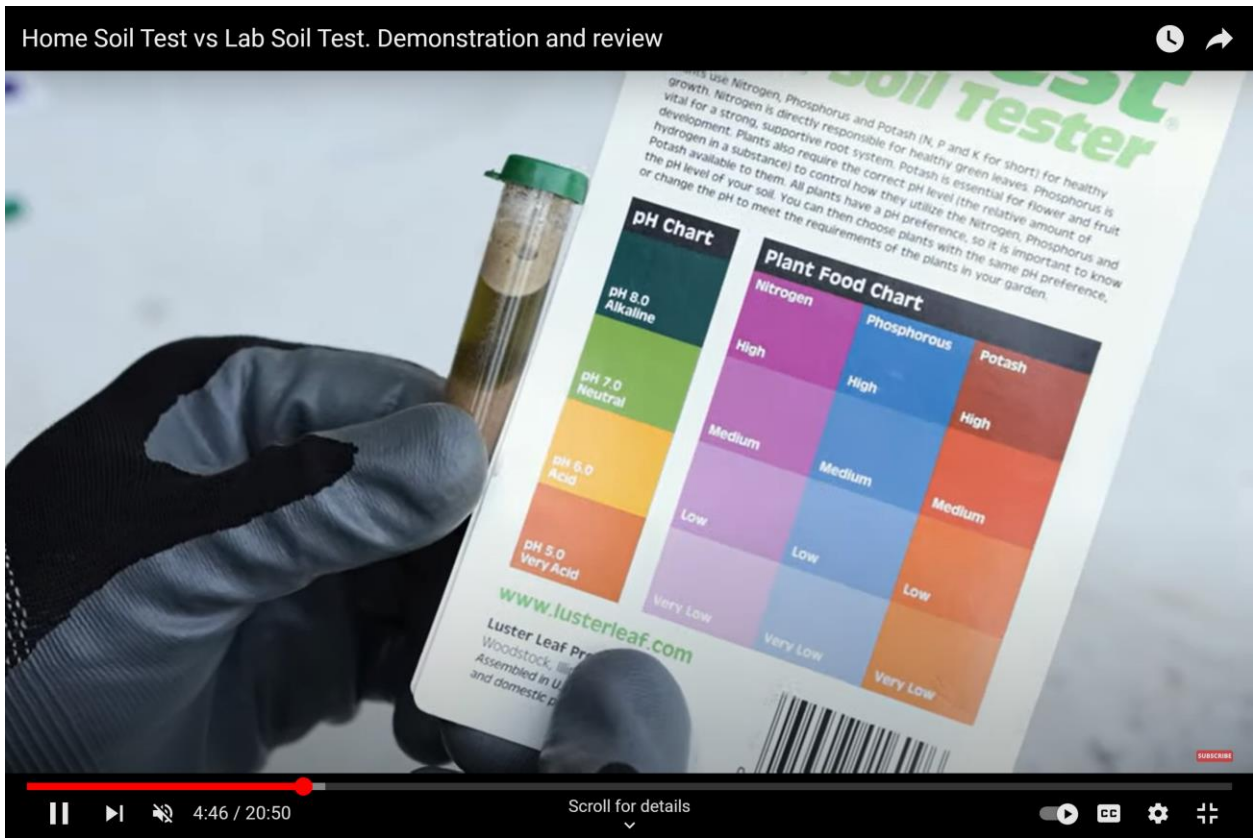 Home Soil Test vs Lab Soil Test. Demonstration and review
Soil Tester
use Nitrogen, Phosphorus and Potash (N, P and K for short) for healthy
growth. Nitrogen is directly responsible for healthy green leaves. Phosphorus is
vital for a strong, supportive root system. Potash is essential for flower and fruit
development. Plants also require the correct pH level (the relative amount of
hydrogen in a substance) to control how they utilize the Nitrogen, Phosphorus and
Potash available to them. All plants have a pH preference, so it is important to know
the pH level of your soil. You can then choose plants with the same pH preference,
or change the pH to meet the requirements of the plants in your garden.
pH Chart
pH 8.0
Alkaline
pH 7.0
Neutral
pH 6.0
Acid
pH 5.0
Very Acid
Plant Food Chart
Nitrogen
High
Medium
Low
Very Low
Phosphorous
High
Medium
Low
Very Low
Potash
High
Medium
Low
Very Low
www.lusterleaf.com
Luster Leaf
Woodstock,
Assembled in
and domestic
SUBSCRIBE
4:46 / 20:50
Scroll for details
CC